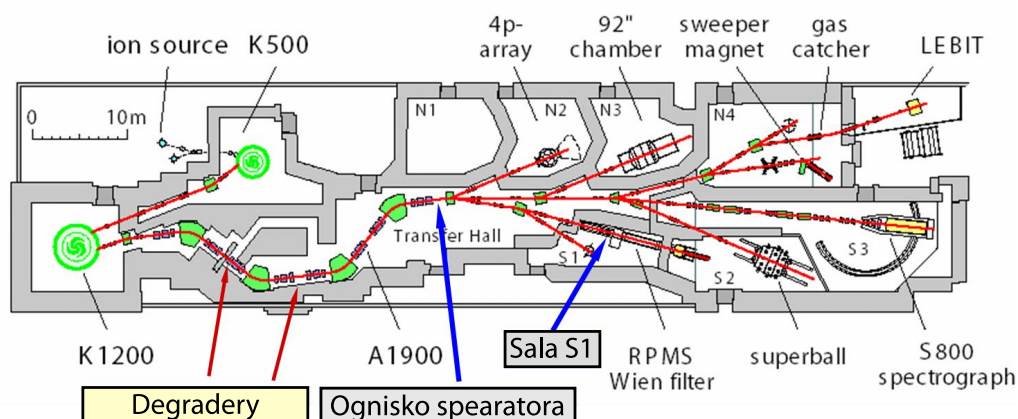 4p-
array
92"
chamber
sweeper
magnet
gas
catcher
LEBIT
ion source
K500
0
10m
N1
N2
N3
N4
Transfer Hall
S1
S2
S3
K1200
A1900
Sala S1
RPMS
Wien filter
superball
S800
spectrograph
Degradery
Ognisko spearatora